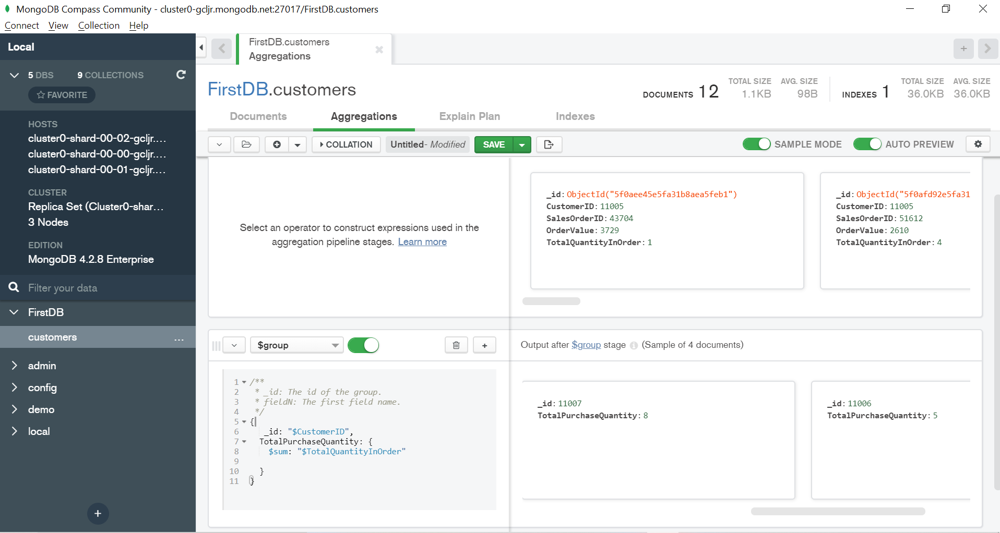 MongoDB Compass Community - cluster0-gcljr.mongodb.net:27017/FirstDB.customers
Connect View Collection Help
Local
5 DBS 9 COLLECTIONS
FAVORITE
HOSTS
cluster0-shard-00-02-gcljr....
cluster0-shard-00-00-gcljr....
cluster0-shard-00-01-gcljr....
CLUSTER
Replica Set (Cluster0-shar...
3 Nodes
EDITION
MongoDB 4.2.8 Enterprise
Filter your data
FirstDB
customers ...
admin
config
demo
local
+
FirstDB.customers
Aggregations
FirstDB.customers
DOCUMENTS 12 TOTAL SIZE 1.1KB AVG. SIZE 98B INDEXES 1 TOTAL SIZE 36.0KB AVG. SIZE 36.0KB
Documents Aggregations Explain Plan Indexes
COLLATION Untitled- Modified SAVE SAMPLE MODE AUTO PREVIEW
Select an operator to construct expressions used in the
aggregation pipeline stages. Learn more
_id: ObjectId("5f0aee45e5fa31b8aea5feb1")
CustomerID: 11005
SalesOrderID: 43704
OrderValue: 3729
TotalQuantityInOrder: 1
_id: ObjectId("5f0afd92e5fa31
CustomerID: 11005
SalesOrderID: 51612
OrderValue: 2610
TotalQuantityInOrder: 4
$group
Output after $group stage (Sample of 4 documents)
1 /**
2 * _id: The id of the group.
3 * fieldN: The first field name.
4 */
5 {
6 _id: "$CustomerID",
7 TotalPurchaseQuantity: {
8 $sum: "$TotalQuantityInOrder"
9
10 }
11 }
_id: 11007
TotalPurchaseQuantity: 8
_id: 11006
TotalPurchaseQuantity: 5